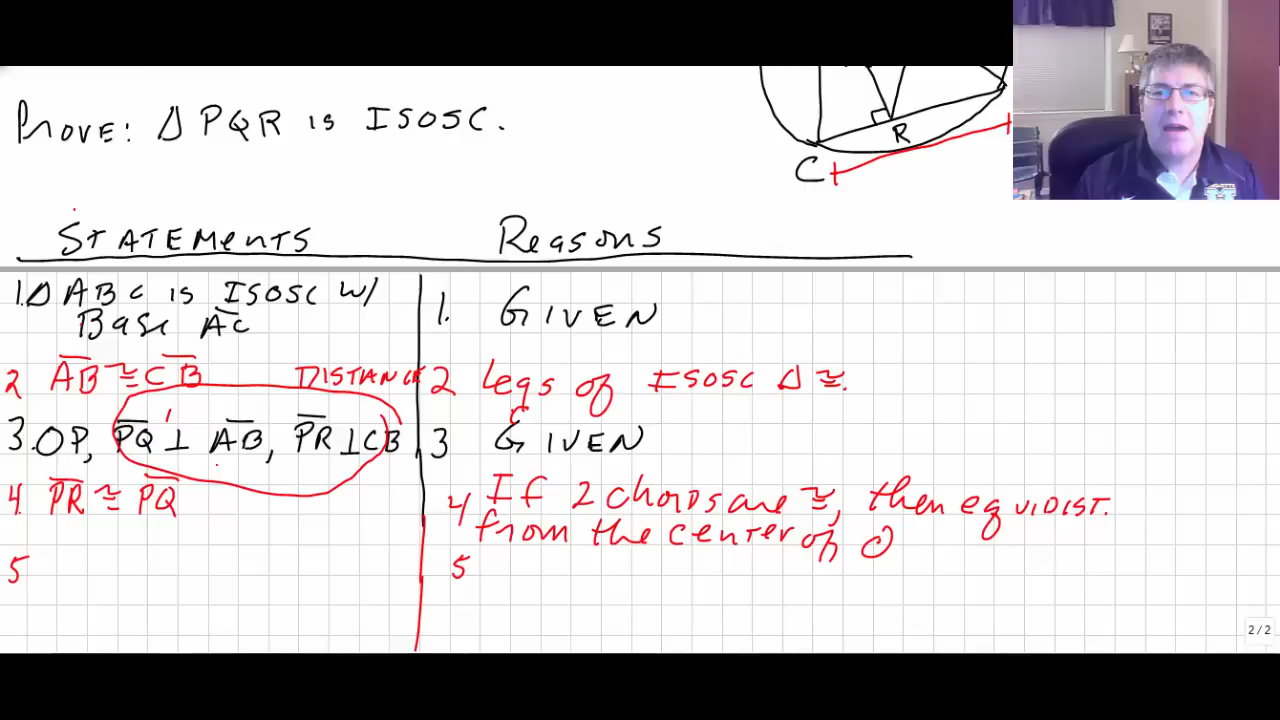 Prove: Δ PQR is ISOSC.
R
C
STATEMENTS Reasons
1. Δ ABC is ISOSC w/
Base AC
1. GIVEN
2 AB ≅ CB DISTANCE
2 Legs of ISOSC Δ ≅.
3. ⊙P, PQ ⊥ AB, PR ⊥ CB
3 GIVEN
4. PR ≅ PQ
4 If 2 chords are ≅, then equidist.
from the center of ⊙
5
5
2 / 2